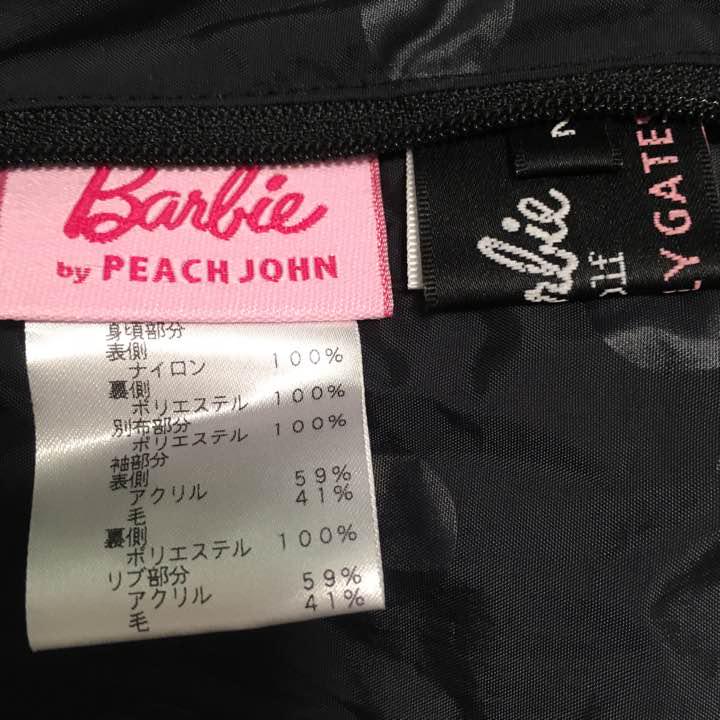 Barbie
by PEACH JOHN
身頃部分
表側
ナイロン 100%
裏側
ポリエステル 100%
別布部分
ポリエステル 100%
袖部分
表側
アクリル 59%
毛 41%
裏側
ポリエステル 100%
リブ部分
アクリル 59%
毛 41%